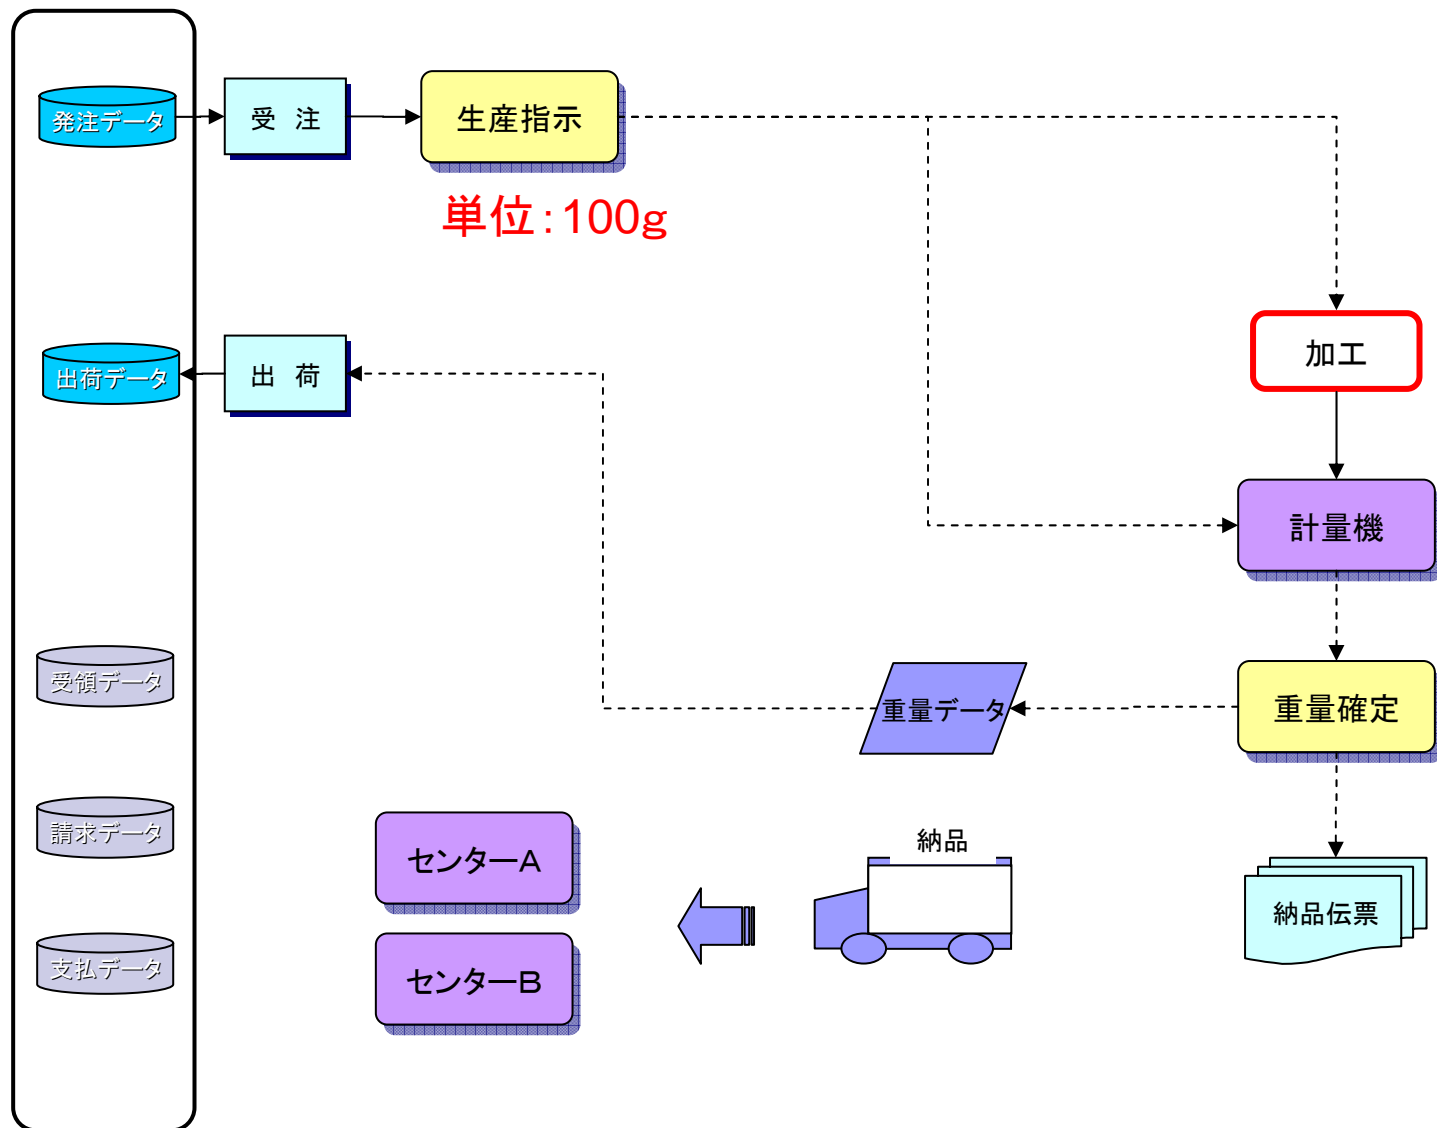 発注データ
受 注
生産指示
単位:100g
加工
出荷データ
出 荷
計量機
受領データ
重量データ
重量確定
請求データ
センターA
納品
納品伝票
支払データ
センターB